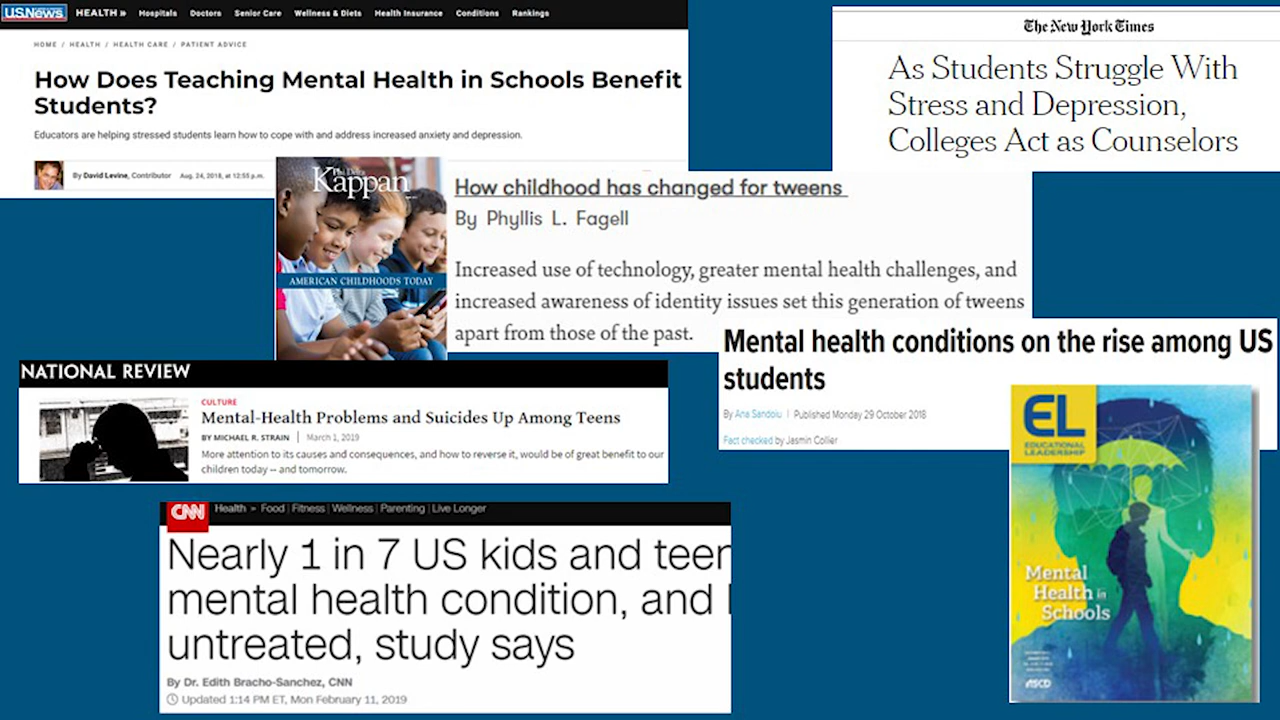 U.S.News HEALTH » Hospitals Doctors Senior Care Wellness & Diets Health Insurance Conditions Rankings
HOME / HEALTH / HEALTH CARE / PATIENT ADVICE
How Does Teaching Mental Health in Schools Benefit
Students?
Educators are helping stressed students learn how to cope with and address increased anxiety and depression.
By David Levine, Contributor Aug. 24, 2018, at 12:55 p.m.
The New York Times
As Students Struggle With
Stress and Depression,
Colleges Act as Counselors
Phi Delta
Kappan
AMERICAN CHILDHOODS TODAY
How childhood has changed for tweens
By Phyllis L. Fagell
Increased use of technology, greater mental health challenges, and
increased awareness of identity issues set this generation of tweens
apart from those of the past.
Mental health conditions on the rise among US
students
By Ana Sandoiu | Published Monday 29 October 2018
Fact checked by Jasmin Collier
NATIONAL REVIEW
CULTURE
Mental-Health Problems and Suicides Up Among Teens
BY MICHAEL R. STRAIN | March 1, 2019
More attention to its causes and consequences, and how to reverse it, would be of great benefit to our
children today -- and tomorrow.
EL
EDUCATIONAL
LEADERSHIP
Mental
Health in
Schools
ASCD
CNN Health » Food | Fitness | Wellness | Parenting | Live Longer
Nearly 1 in 7 US kids and teen
mental health condition, and
untreated, study says
By Dr. Edith Bracho-Sanchez, CNN
Updated 1:14 PM ET, Mon February 11, 2019